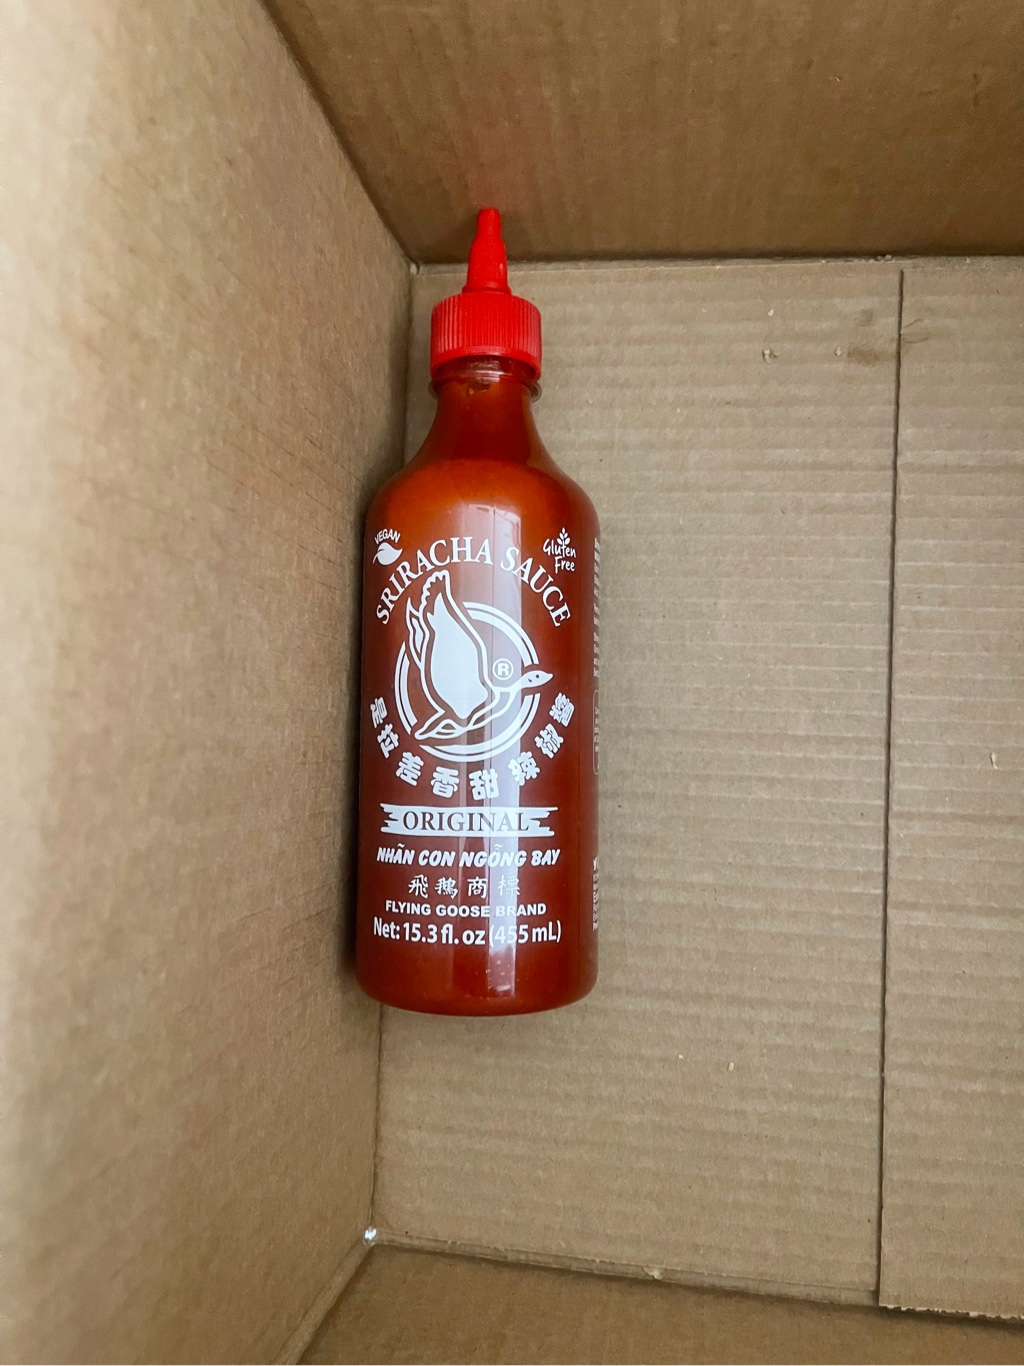 VEGAN
Gluten
Free
SRIRACHA SAUCE
®
是拉差香甜辣椒醬
ORIGINAL
NHÃN CON NGỖNG BAY
飛鵝商標
FLYING GOOSE BRAND
Net: 15.3 fl. oz (455 mL)